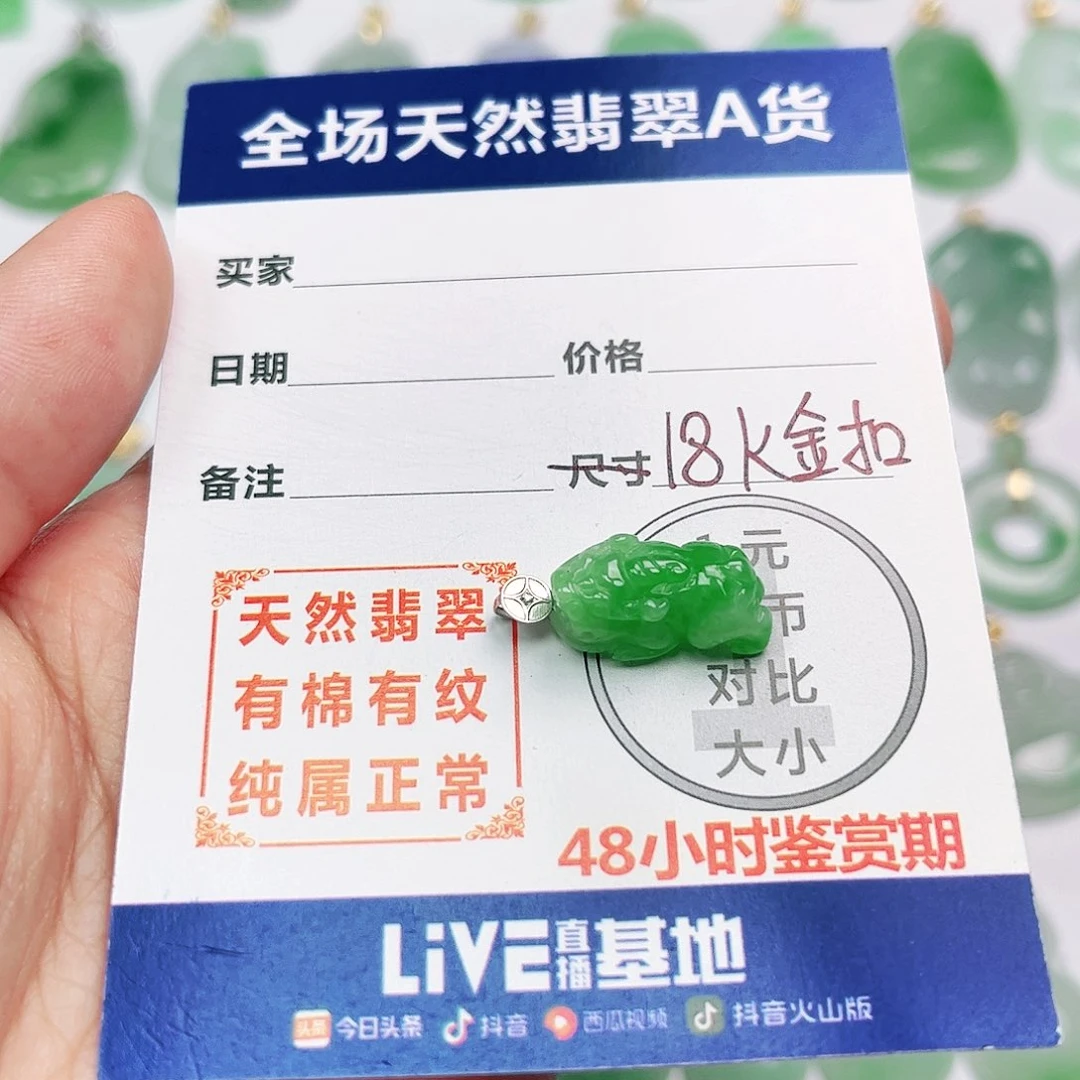 全场天然翡翠A货
买家
日期 价格
备注 尺寸 18K金扣
天然翡翠
有棉有纹
纯属正常
元
币
对比
大小
48小时鉴赏期
LiVE直播基地
头条 今日头条 抖音 西瓜视频 抖音火山版